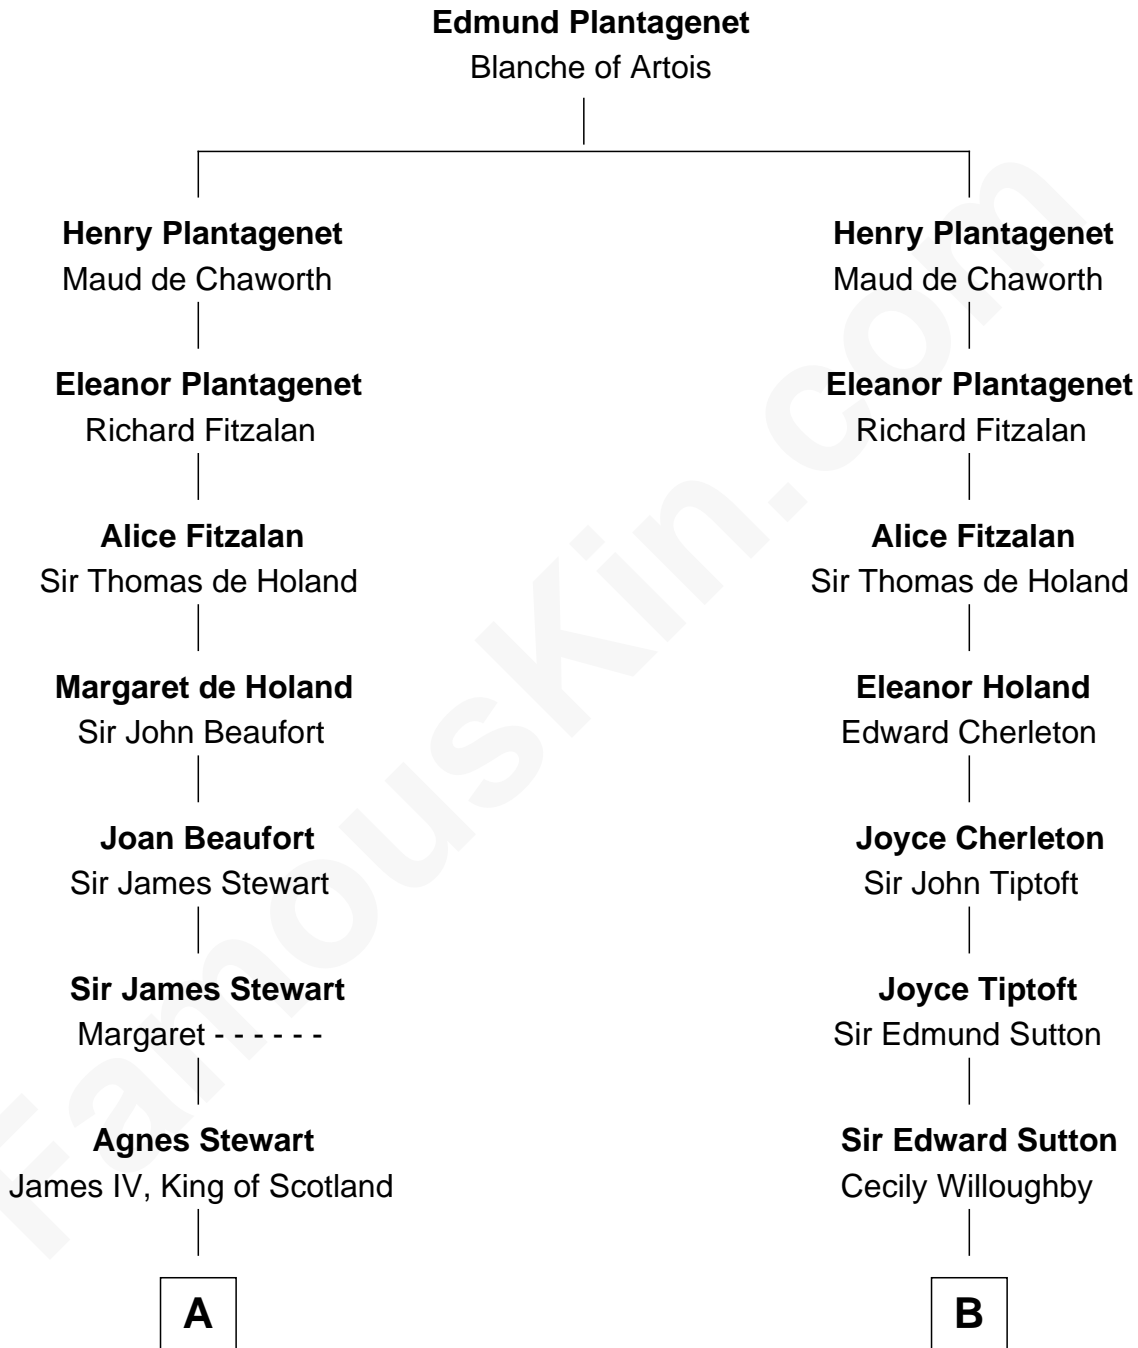 Edmund Plantagenet
Blanche of Artois
Henry Plantagenet
Maud de Chaworth
Eleanor Plantagenet
Richard Fitzalan
Alice Fitzalan
Sir Thomas de Holand
Margaret de Holand
Sir John Beaufort
Joan Beaufort
Sir James Stewart
Sir James Stewart
Margaret - - - - - -
Agnes Stewart
James IV, King of Scotland
A
Henry Plantagenet
Maud de Chaworth
Eleanor Plantagenet
Richard Fitzalan
Alice Fitzalan
Sir Thomas de Holand
Eleanor Holand
Edward Cherleton
Joyce Cherleton
Sir John Tiptoft
Joyce Tiptoft
Sir Edmund Sutton
Sir Edward Sutton
Cecily Willoughby
B
FamousKin.com